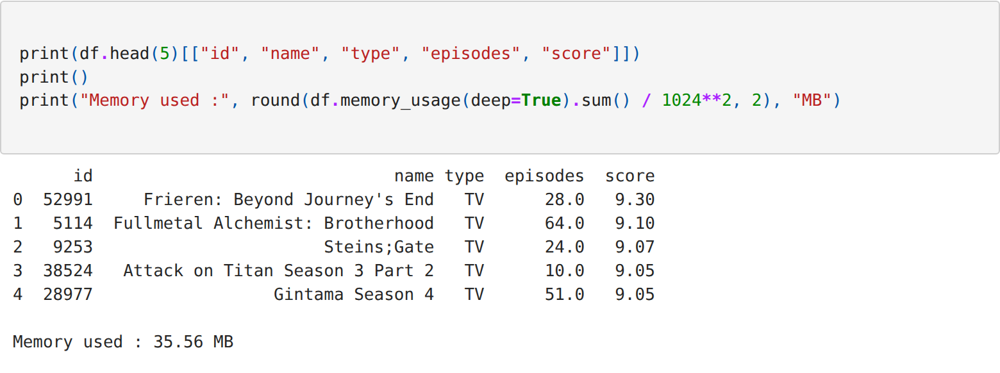 print(df.head(5)[["id", "name", "type", "episodes", "score"]])
print()
print("Memory used :", round(df.memory_usage(deep=True).sum() / 1024**2, 2), "MB")
      id                              name type  episodes  score
0  52991     Frieren: Beyond Journey's End   TV      28.0   9.30
1   5114  Fullmetal Alchemist: Brotherhood   TV      64.0   9.10
2   9253                       Steins;Gate   TV      24.0   9.07
3  38524   Attack on Titan Season 3 Part 2   TV      10.0   9.05
4  28977                  Gintama Season 4   TV      51.0   9.05
Memory used : 35.56 MB